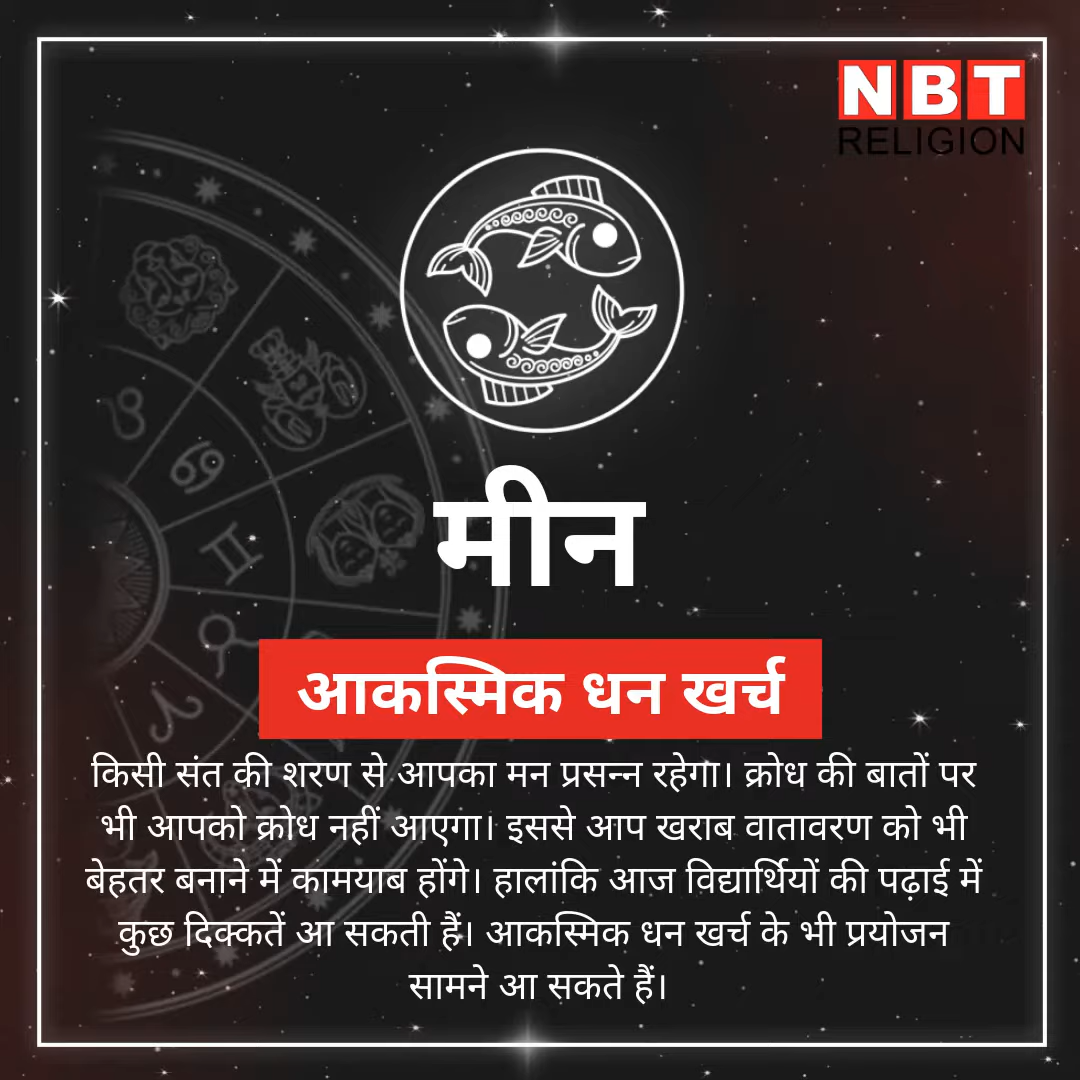 NBT
RELIGION
मीन
आकस्मिक धन खर्च
किसी संत की शरण से आपका मन प्रसन्न रहेगा। क्रोध की बातों पर
भी आपको क्रोध नहीं आएगा। इससे आप खराब वातावरण को भी
बेहतर बनाने में कामयाब होंगे। हालांकि आज विद्यार्थियों की पढ़ाई में
कुछ दिक्कतें आ सकती हैं। आकस्मिक धन खर्च के भी प्रयोजन
सामने आ सकते हैं।